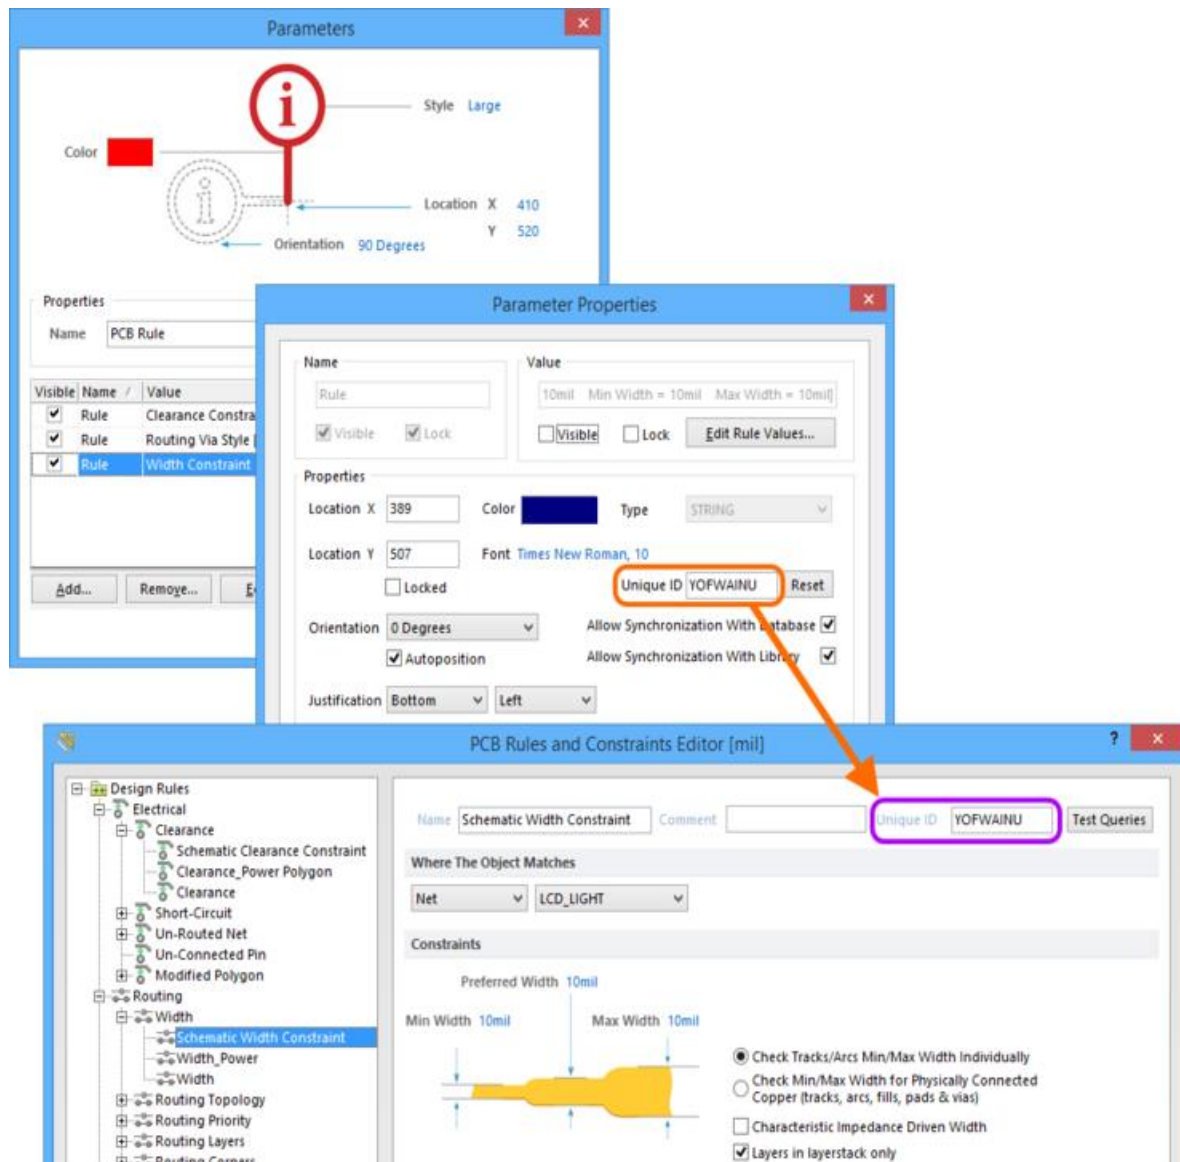 Parameters
Style Large
Color
Location X 410
Y 520
Orientation 90 Degrees
Properties
Name PCB Rule
Visible Name Value
Rule Clearance Constra
Rule Routing Via Style [
Rule Width Constraint
Add... Remove... E
Parameter Properties
Name
Rule
Visible Lock
Value
10mil Min Width = 10mil Max Width = 10mil]
Visible Lock Edit Rule Values...
Properties
Location X 389 Color Type STRING
Location Y 507 Font Times New Roman, 10
Locked Unique ID YOFWAINU Reset
Orientation 0 Degrees Allow Synchronization With Database
Autoposition Allow Synchronization With Library
Justification Bottom Left
PCB Rules and Constraints Editor [mil] ?
Design Rules
Electrical
Clearance
Schematic Clearance Constraint
Clearance_Power Polygon
Clearance
Short-Circuit
Un-Routed Net
Un-Connected Pin
Modified Polygon
Routing
Width
Schematic Width Constraint
Width_Power
Width
Routing Topology
Routing Priority
Routing Layers
Routing Corners
Name Schematic Width Constraint Comment Unique ID YOFWAINU Test Queries
Where The Object Matches
Net LCD_LIGHT
Constraints
Preferred Width 10mil
Min Width 10mil Max Width 10mil
Check Tracks/Arcs Min/Max Width Individually
Check Min/Max Width for Physically Connected
Copper (tracks, arcs, fills, pads & vias)
Characteristic Impedance Driven Width
Layers in layerstack only